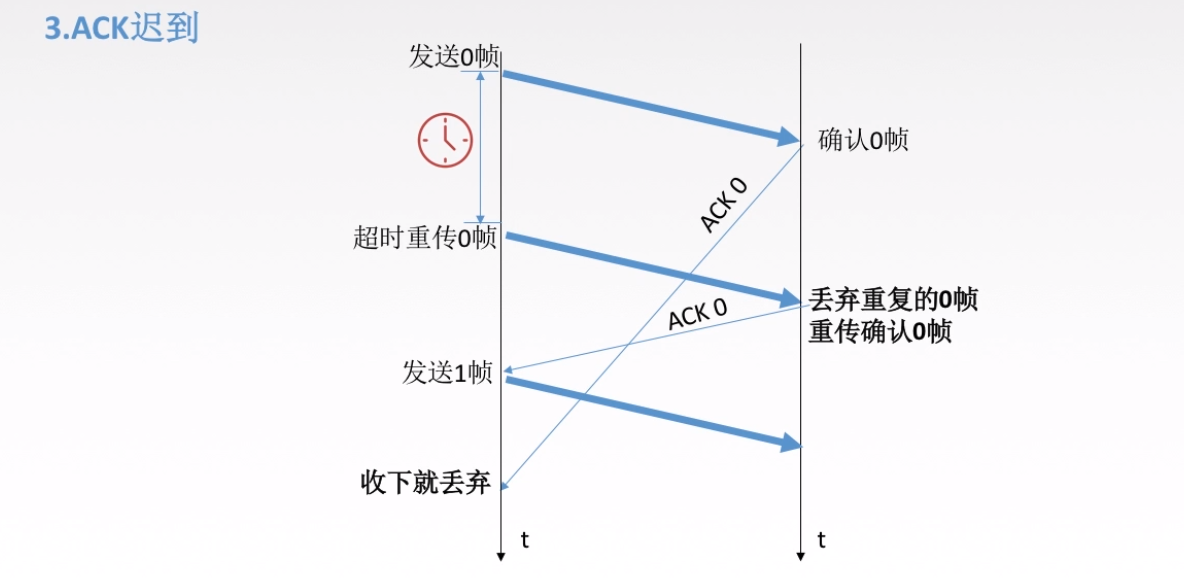 3.ACK迟到
发送0帧
确认0帧
ACK 0
超时重传0帧
丢弃重复的0帧
重传确认0帧
ACK 0
发送1帧
收下就丢弃
t
t